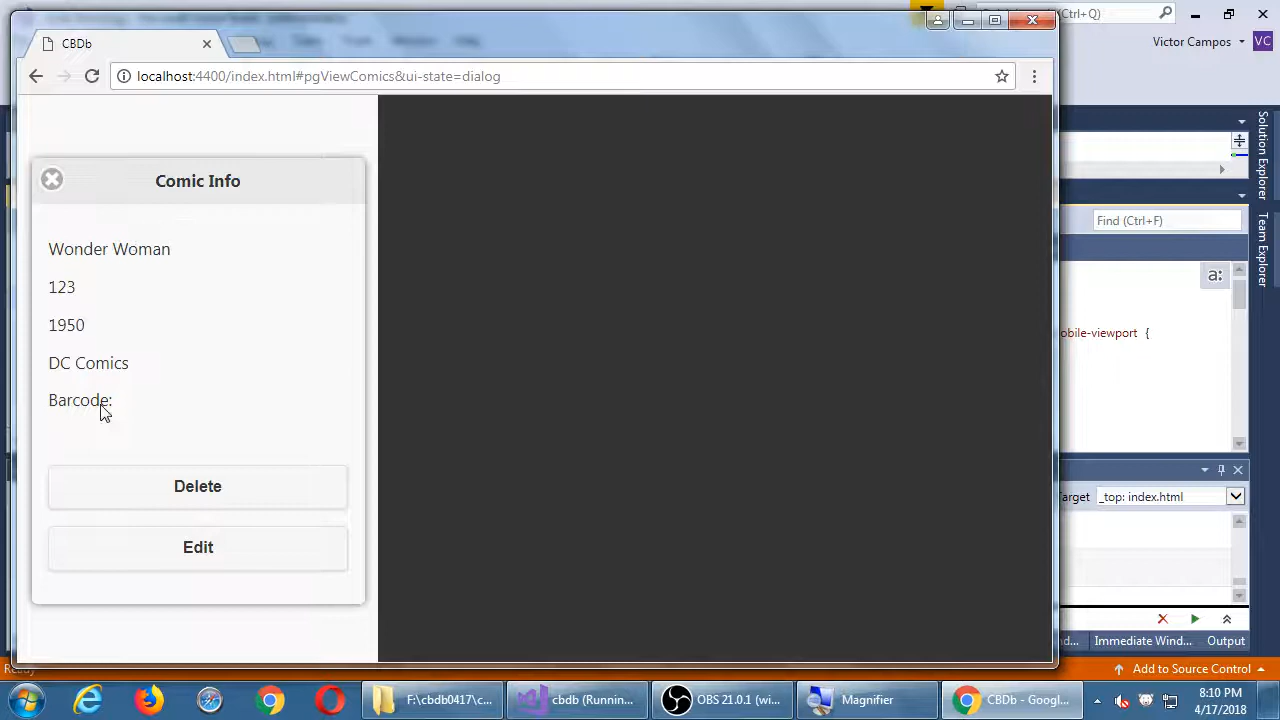 (Ctrl+Q)
CBDb
Victor Campos
VC
localhost:4400/index.html#pgViewComics&ui-state=dialog
Comic Info
Wonder Woman
123
1950
DC Comics
Barcode:
Delete
Edit
Solution Explorer
Team Explorer
Find (Ctrl+F)
a:
obile-viewport {
Target
_top: index.html
Immediate Wind...
Output
Ready
Add to Source Control
F:\cbdb0417\c...
cbdb (Runnin...
OBS 21.0.1 (wi...
Magnifier
CBDb - Googl...
8:10 PM
4/17/2018